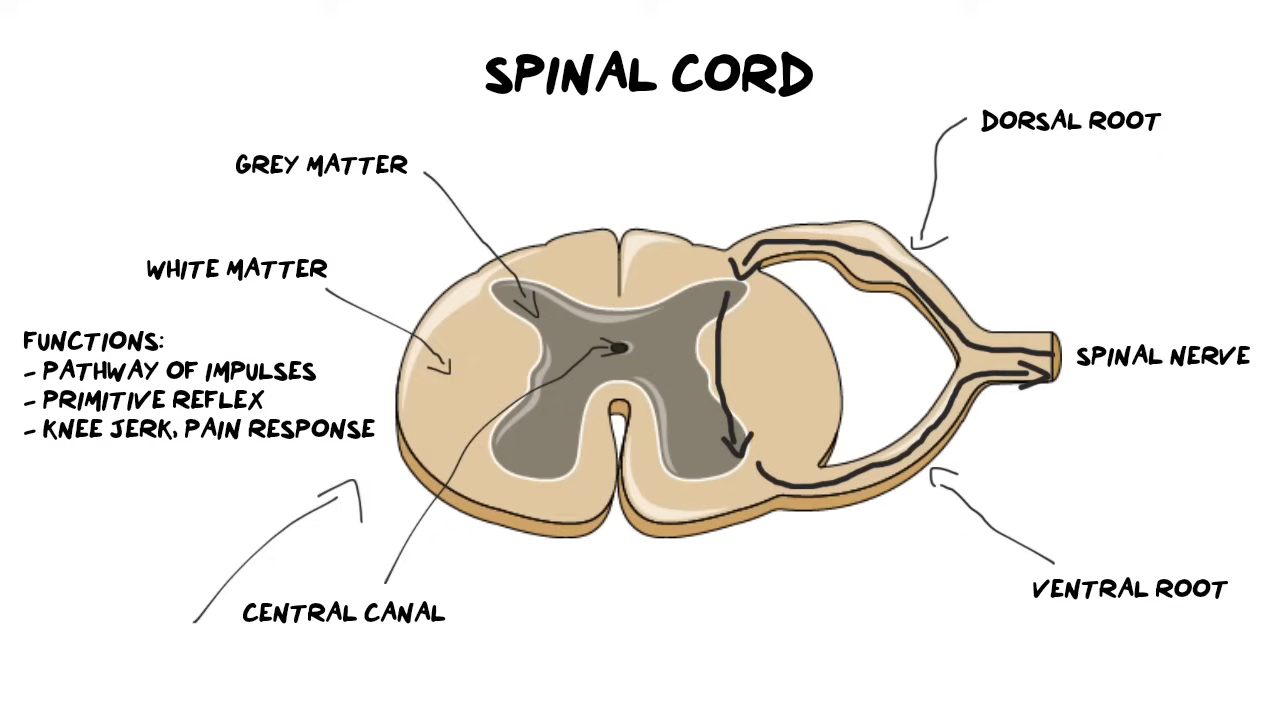 SPINAL CORD
DORSAL ROOT
GREY MATTER
WHITE MATTER
FUNCTIONS:
- PATHWAY OF IMPULSES
- PRIMITIVE REFLEX
- KNEE JERK, PAIN RESPONSE
SPINAL NERVE
VENTRAL ROOT
CENTRAL CANAL